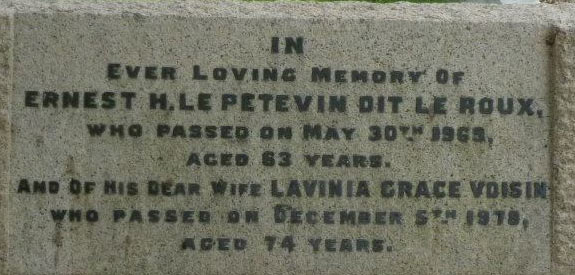 IN
EVER LOVING MEMORY OF
ERNEST H. LE PETEVIN DIT LE ROUX,
WHO PASSED ON MAY 30TH 1969,
AGED 63 YEARS.
AND OF HIS DEAR WIFE LAVINIA GRACE VOISIN
WHO PASSED ON DECEMBER 5TH 1978,
AGED 74 YEARS.